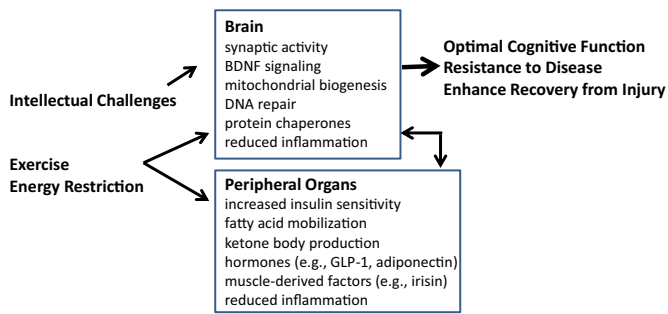 Intellectual Challenges
Exercise
Energy Restriction
Brain
synaptic activity
BDNF signaling
mitochondrial biogenesis
DNA repair
protein chaperones
reduced inflammation
Peripheral Organs
increased insulin sensitivity
fatty acid mobilization
ketone body production
hormones (e.g., GLP-1, adiponectin)
muscle-derived factors (e.g., irisin)
reduced inflammation
Optimal Cognitive Function
Resistance to Disease
Enhance Recovery from Injury